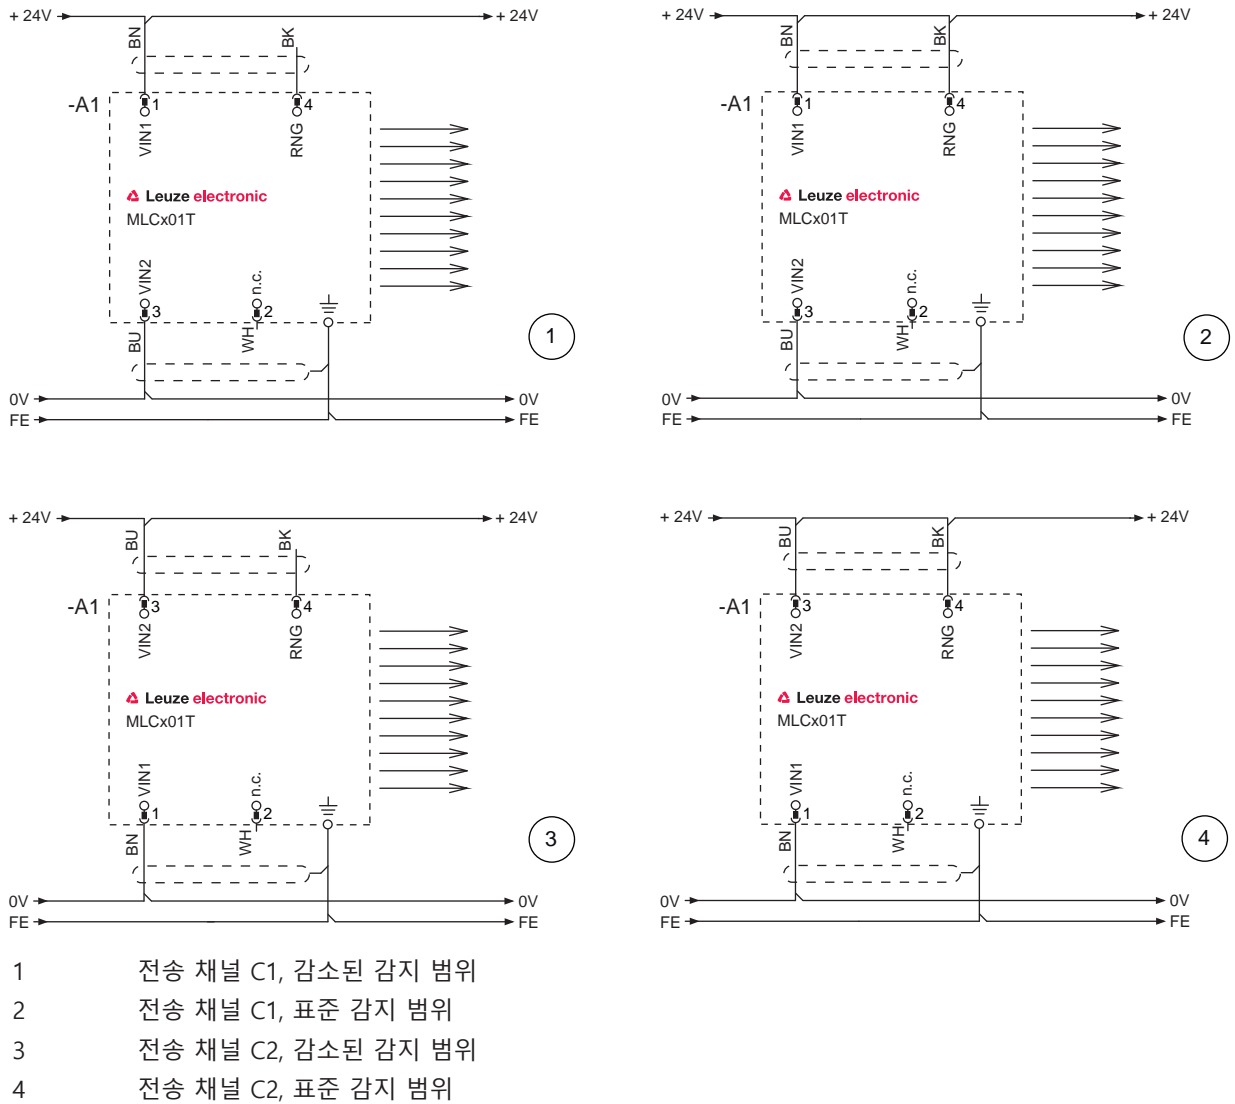 + 24V + 24V
BN BK
-A1 1 4
VIN1 RNG
Leuze electronic
MLCx01T
VIN2 n.c.
3 2
BU WH
1
0V 0V
FE FE
+ 24V + 24V
BN BK
-A1 1 4
VIN1 RNG
Leuze electronic
MLCx01T
VIN2 n.c.
3 2
BU WH
2
0V 0V
FE FE
+ 24V + 24V
BU BK
-A1 3 4
VIN2 RNG
Leuze electronic
MLCx01T
VIN1 n.c.
1 2
BN WH
3
0V 0V
FE FE
+ 24V + 24V
BU BK
-A1 3 4
VIN2 RNG
Leuze electronic
MLCx01T
VIN1 n.c.
1 2
BN WH
4
0V 0V
FE FE
1 전송 채널 C1, 감소된 감지 범위
2 전송 채널 C1, 표준 감지 범위
3 전송 채널 C2, 감소된 감지 범위
4 전송 채널 C2, 표준 감지 범위